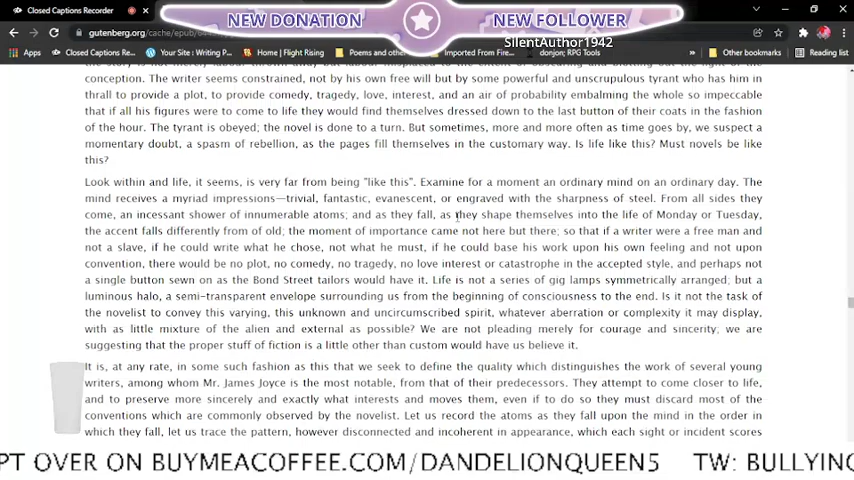 Closed Captions Recorder
NEW DONATION
NEW FOLLOWER
SilentAuthor1942
gutenberg.org/cache/epub/64
Apps
Closed Captions Rec...
Your Site : Writing P...
Home | Flight Rising
Poems and other
Imported From Fire...
donjon; RPG Tools
»
Reading list
conception. The writer seems constrained, not by his own free will but by some powerful and unscrupulous tyrant who has him in
thrall to provide a plot, to provide comedy, tragedy, love, interest, and an air of probability embalming the whole so impeccable
that if all his figures were to come to life they would find themselves dressed down to the last button of their coats in the fashion
of the hour. The tyrant is obeyed; the novel is done to a turn. But sometimes, more and more often as time goes by, we suspect a
momentary doubt, a spasm of rebellion, as the pages fill themselves in the customary way. Is life like this? Must novels be like
this?
Look within and life, it seems, is very far from being "like this". Examine for a moment an ordinary mind on an ordinary day. The
mind receives a myriad impressions—trivial, fantastic, evanescent, or engraved with the sharpness of steel. From all sides they
come, an incessant shower of innumerable atoms; and as they fall, as they shape themselves into the life of Monday or Tuesday,
the accent falls differently from of old; the moment of importance came not here but there; so that if a writer were a free man and
not a slave, if he could write what he chose, not what he must, if he could base his work upon his own feeling and not upon
convention, there would be no plot, no comedy, no tragedy, no love interest or catastrophe in the accepted style, and perhaps not
a single button sewn on as the Bond Street tailors would have it. Life is not a series of gig lamps symmetrically arranged; but a
luminous halo, a semi-transparent envelope surrounding us from the beginning of consciousness to the end. Is it not the task of
the novelist to convey this varying, this unknown and uncircumscribed spirit, whatever aberration or complexity it may display,
with as little mixture of the alien and external as possible? We are not pleading merely for courage and sincerity; we are
suggesting that the proper stuff of fiction is a little other than custom would have us believe it.
It is, at any rate, in some such fashion as this that we seek to define the quality which distinguishes the work of several young
writers, among whom Mr. James Joyce is the most notable, from that of their predecessors. They attempt to come closer to life,
and to preserve more sincerely and exactly what interests and moves them, even if to do so they must discard most of the
conventions which are commonly observed by the novelist. Let us record the atoms as they fall upon the mind in the order in
which they fall, let us trace the pattern, however disconnected and incoherent in appearance, which each sight or incident scores
PT OVER ON BUYMEACOFFEE.COM/DANDELIONQUEEN5 TW: BULLYING